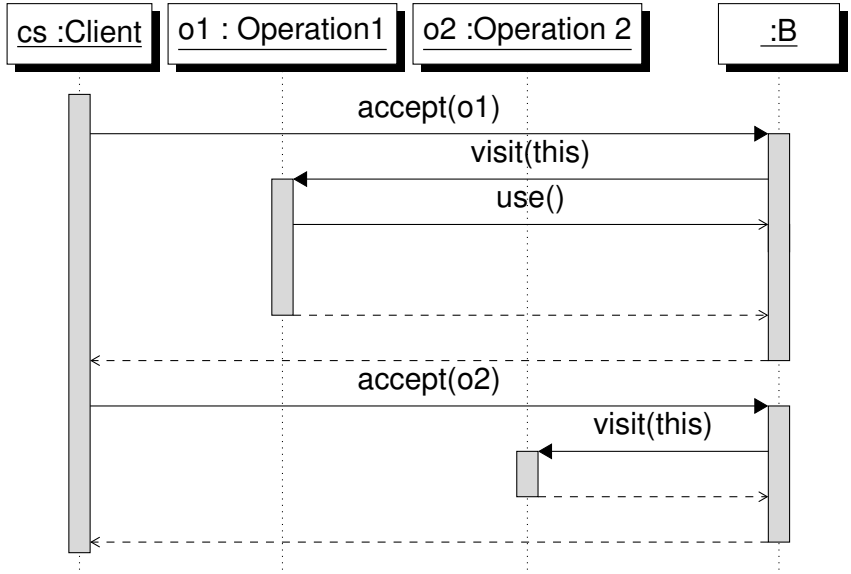 cs :Client
o1 : Operation1
o2 :Operation 2
:B
accept(o1)
visit(this)
use()
accept(o2)
visit(this)